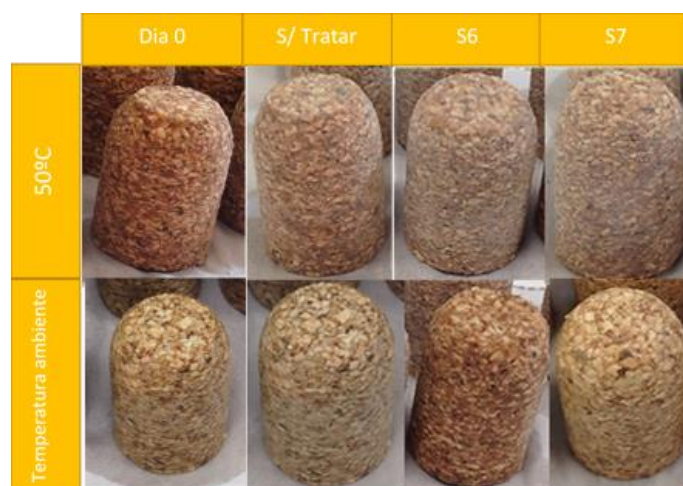 Dia 0
S/ Tratar
S6
S7
50ºC
Temperatura ambiente